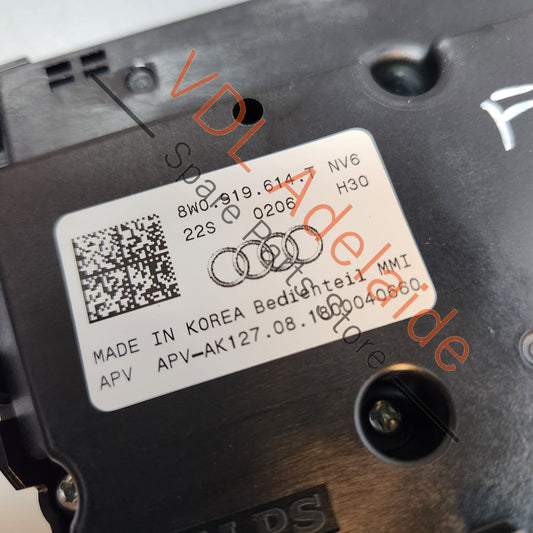 8W0.919.614.T NV6
22S 0206 H30
MADE IN KOREA Bedienteil MMI
APV APV-AK127.08.1800040660
VDL Adelaide
Spare Parts Store